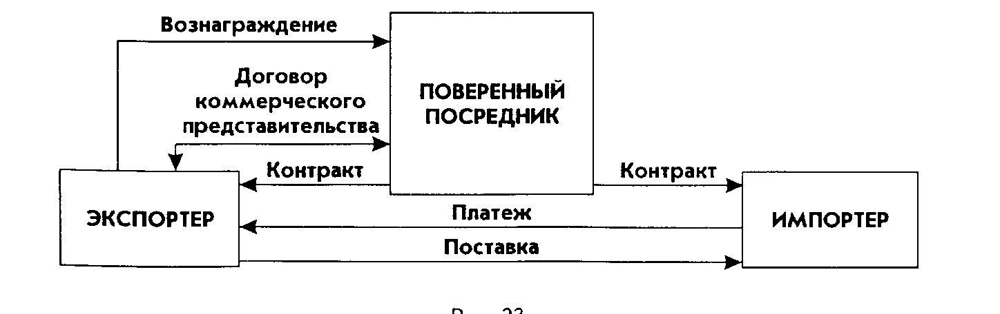 Вознаграждение
Договор
коммерческого
представительства
ПОВЕРЕННЫЙ
ПОСРЕДНИК
Контракт
Контракт
ЭКСПОРТЕР
Платеж
ИМПОРТЕР
Поставка